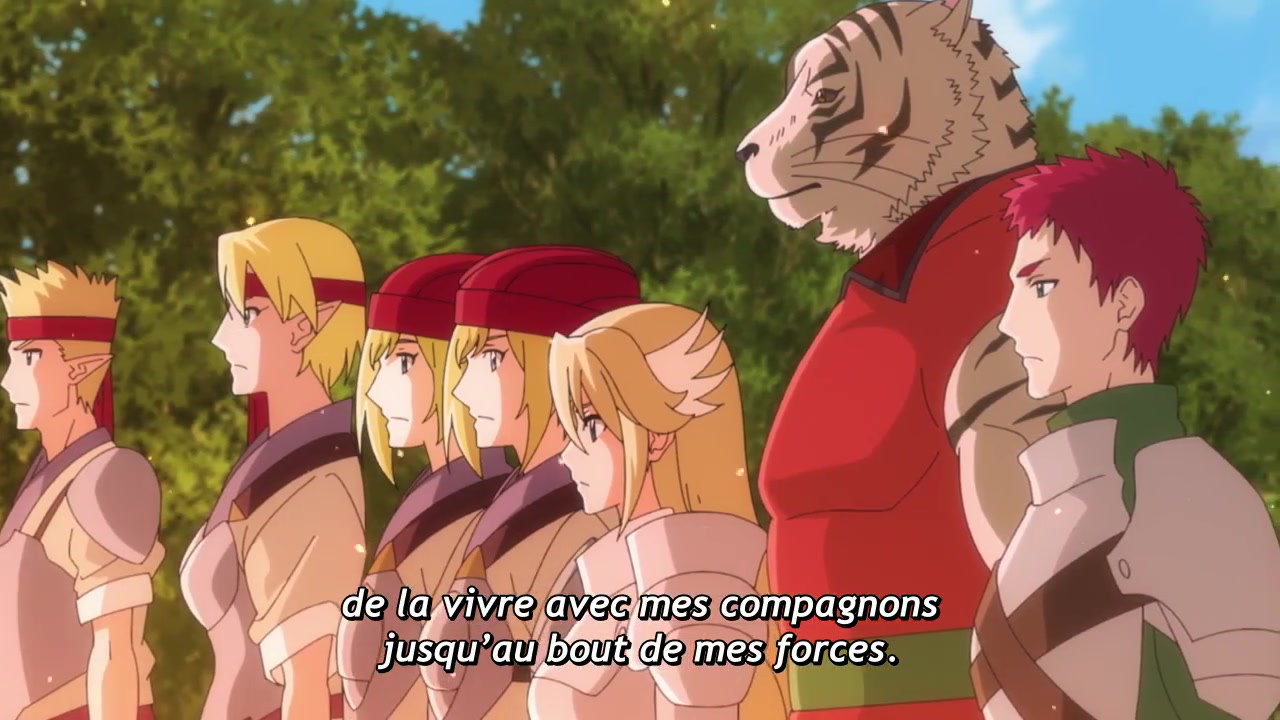 de la vivre avec mes compagnons
jusqu’au bout de mes forces.